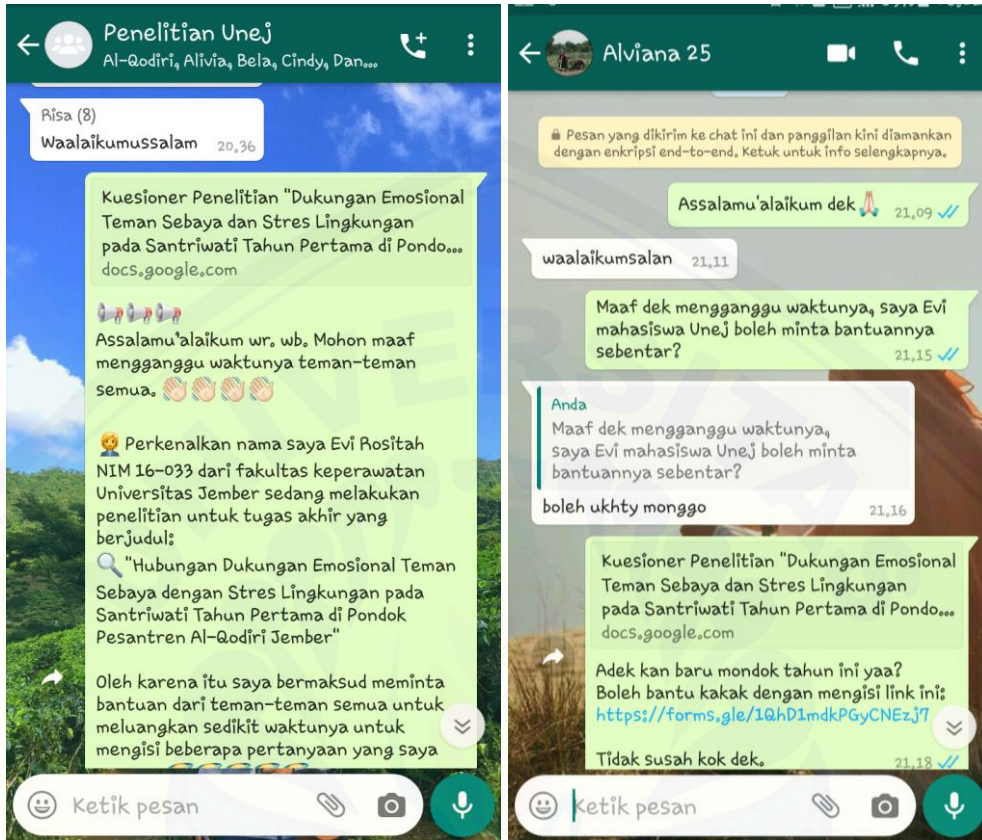 Penelitian Unej
Al-Qodiri, Alivia, Bela, Cindy, Dan...
Risa (8)
Waalaikumussalam 20.36
Kuesioner Penelitian "Dukungan Emosional
Teman Sebaya dan Stres Lingkungan
pada Santriwati Tahun Pertama di Pondo...
docs.google.com
Assalamu'alaikum wr. wb. Mohon maaf
mengganggu waktunya teman-teman
semua. 👏🏻👏🏻👏🏻👏🏻
Perkenalkan nama saya Evi Rositah
NIM 16-033 dari fakultas keperawatan
Universitas Jember sedang melakukan
penelitian untuk tugas akhir yang
berjudul:
🔍 "Hubungan Dukungan Emosional Teman
Sebaya dengan Stres Lingkungan pada
Santriwati Tahun Pertama di Pondok
Pesantren Al-Qodiri Jember"
Oleh karena itu saya bermaksud meminta
bantuan dari teman-teman semua untuk
meluangkan sedikit waktunya untuk
mengisi beberapa pertanyaan yang saya
Ketik pesan
Alviana 25
Pesan yang dikirim ke chat ini dan panggilan kini diamankan
dengan enkripsi end-to-end. Ketuk untuk info selengkapnya.
Assalamu'alaikum dek 🙏🏻 21.09
waalaikumsalan 21.11
Maaf dek mengganggu waktunya, saya Evi
mahasiswa Unej boleh minta bantuannya
sebentar? 21.15
Anda
Maaf dek mengganggu waktunya,
saya Evi mahasiswa Unej boleh minta
bantuannya sebentar?
boleh ukhty monggo 21.16
Kuesioner Penelitian "Dukungan Emosional
Teman Sebaya dan Stres Lingkungan
pada Santriwati Tahun Pertama di Pondo...
docs.google.com
Adek kan baru mondok tahun ini yaa?
Boleh bantu kakak dengan mengisi link ini:
https://forms.gle/1QhD1mdkPGyCNEzj7
Tidak susah kok dek. 21.18
Ketik pesan